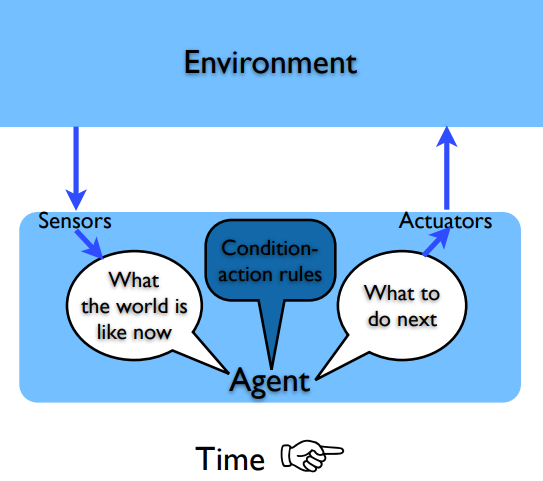 Environment
Sensors
Actuators
Condition-
action rules
What
the world is
like now
What to
do next
Agent
Time